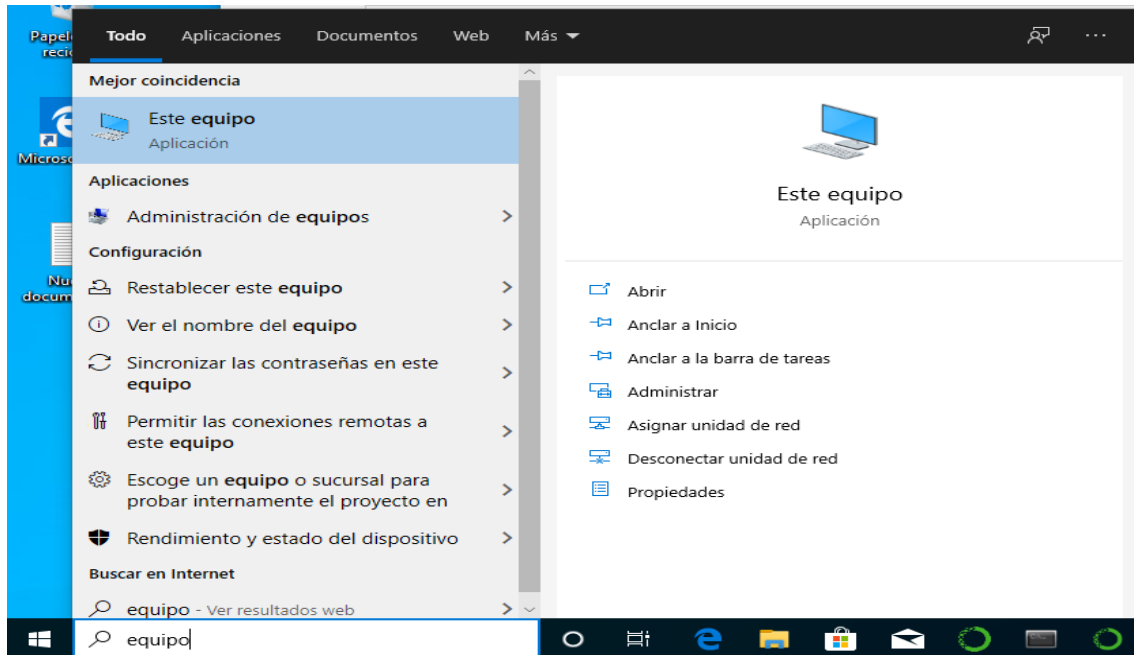 Todo Aplicaciones Documentos Web Más
Mejor coincidencia
Este equipo
Aplicación
Aplicaciones
Administración de equipos
Configuración
Restablecer este equipo
Ver el nombre del equipo
Sincronizar las contraseñas en este
equipo
Permitir las conexiones remotas a
este equipo
Escoge un equipo o sucursal para
probar internamente el proyecto en
Rendimiento y estado del dispositivo
Buscar en Internet
equipo - Ver resultados web
equipo
Este equipo
Aplicación
Abrir
Anclar a Inicio
Anclar a la barra de tareas
Administrar
Asignar unidad de red
Desconectar unidad de red
Propiedades